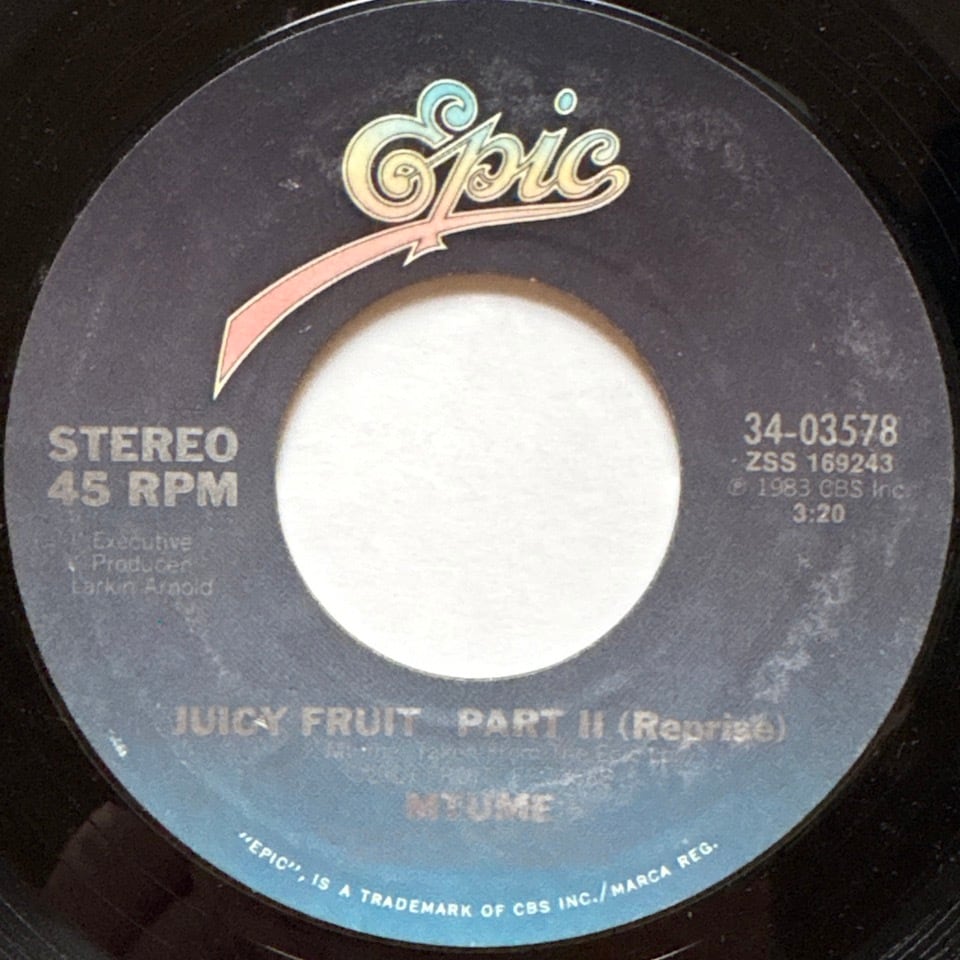 Epic
STEREO
45 RPM
Executive
Producer:
Larkin Arnold
34-03578
ZSS 169243
℗ 1983 CBS Inc.
3:20
JUICY FRUIT PART II (Reprise)
MTUME
"EPIC", IS A TRADEMARK OF CBS INC./MARCA REG.